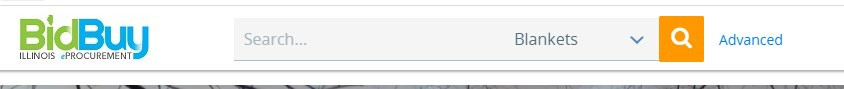 BidBuy
ILLINOIS ePROCUREMENT
Search... Blankets Advanced